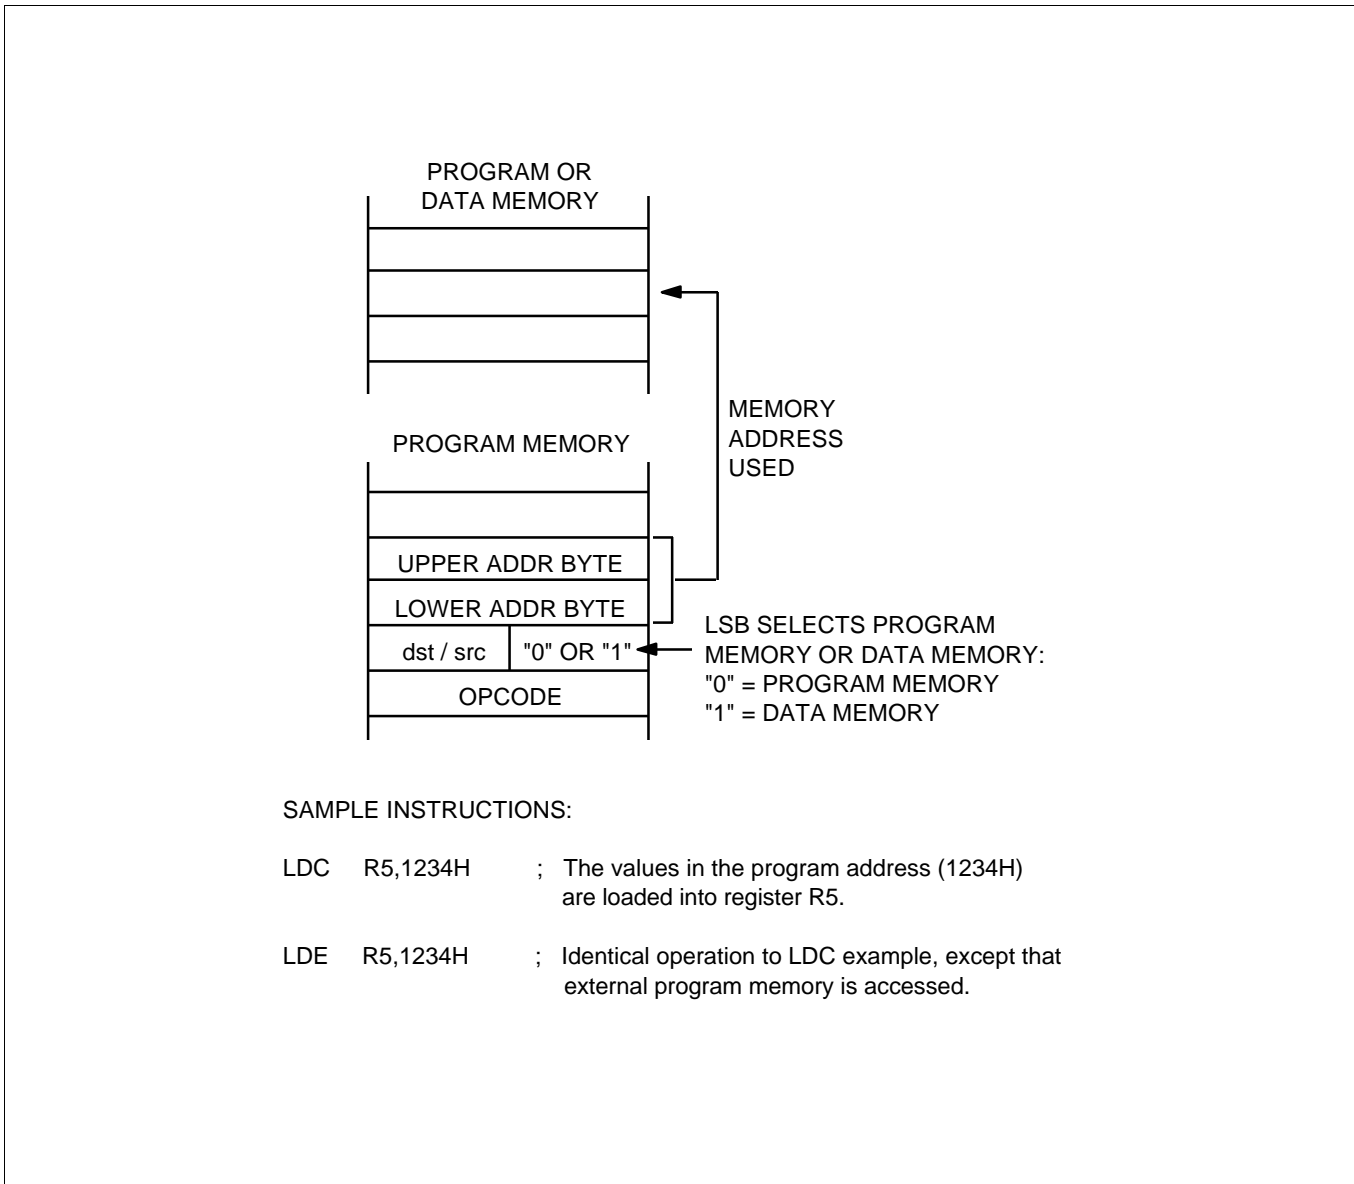 PROGRAM OR
DATA MEMORY
MEMORY
ADDRESS
USED
PROGRAM MEMORY
UPPER ADDR BYTE
LOWER ADDR BYTE
dst / src "0" OR "1"
OPCODE
LSB SELECTS PROGRAM
MEMORY OR DATA MEMORY:
"0" = PROGRAM MEMORY
"1" = DATA MEMORY
SAMPLE INSTRUCTIONS:
LDC R5,1234H ; The values in the program address (1234H)
are loaded into register R5.
LDE R5,1234H ; Identical operation to LDC example, except that
external program memory is accessed.